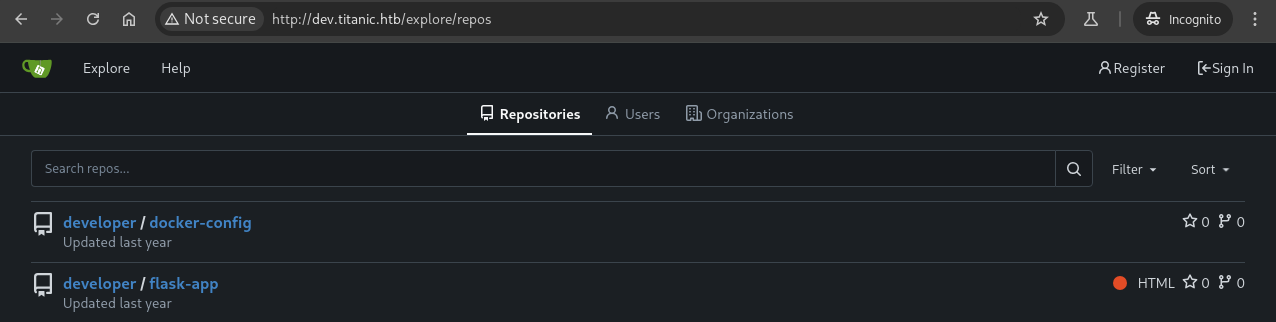 Not secure http://dev.titanic.htb/explore/repos Incognito
Explore Help Register Sign In
Repositories Users Organizations
Search repos... Filter Sort
developer / docker-config 0 0
Updated last year
developer / flask-app HTML 0 0
Updated last year